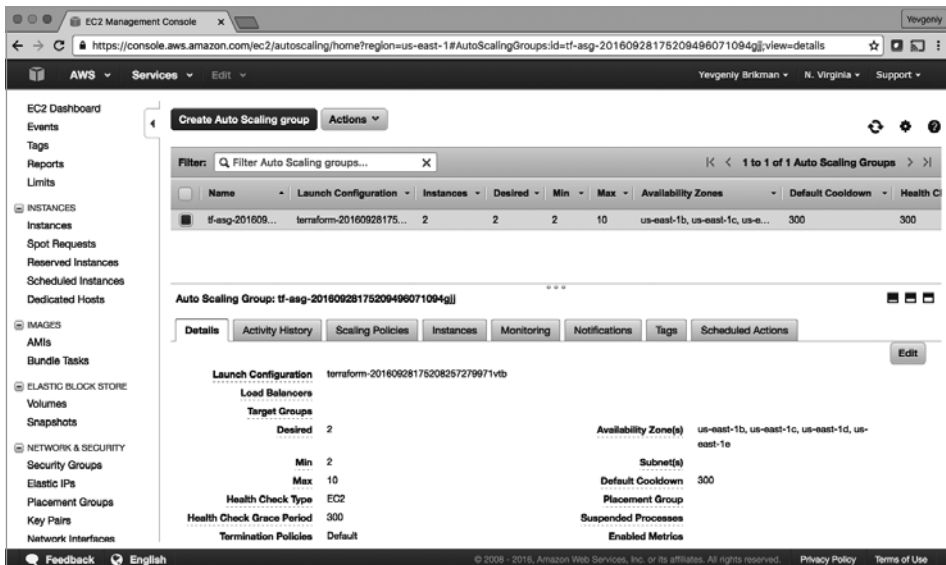 EC2 Management Console
Yevgeniy
https://console.aws.amazon.com/ec2/autoscaling/home?region=us-east-1#AutoScalingGroups:id=tf-asg-20160928175209496071094gjj;view=details
AWS Services Edit Yevgeniy Brikman N. Virginia Support
EC2 Dashboard
Events
Tags
Reports
Limits
INSTANCES
Instances
Spot Requests
Reserved Instances
Scheduled Instances
Dedicated Hosts
IMAGES
AMIs
Bundle Tasks
ELASTIC BLOCK STORE
Volumes
Snapshots
NETWORK & SECURITY
Security Groups
Elastic IPs
Placement Groups
Key Pairs
Network Interfaces
Create Auto Scaling group Actions
Filter: Filter Auto Scaling groups... 1 to 1 of 1 Auto Scaling Groups
Name Launch Configuration Instances Desired Min Max Availability Zones Default Cooldown Health C
tf-asg-201609... terraform-20160928175... 2 2 2 10 us-east-1b, us-east-1c, us-e... 300 300
Auto Scaling Group: tf-asg-20160928175209496071094gjj
Details Activity History Scaling Policies Instances Monitoring Notifications Tags Scheduled Actions
Edit
Launch Configuration terraform-20160928175208257279971vtb
Load Balancers
Target Groups
Desired 2 Availability Zone(s) us-east-1b, us-east-1c, us-east-1d, us-
east-1e
Min 2 Subnet(s)
Max 10 Default Cooldown 300
Health Check Type EC2 Placement Group
Health Check Grace Period 300 Suspended Processes
Termination Policies Default Enabled Metrics
Feedback English © 2008 - 2016, Amazon Web Services, Inc. or its affiliates. All rights reserved. Privacy Policy Terms of Use